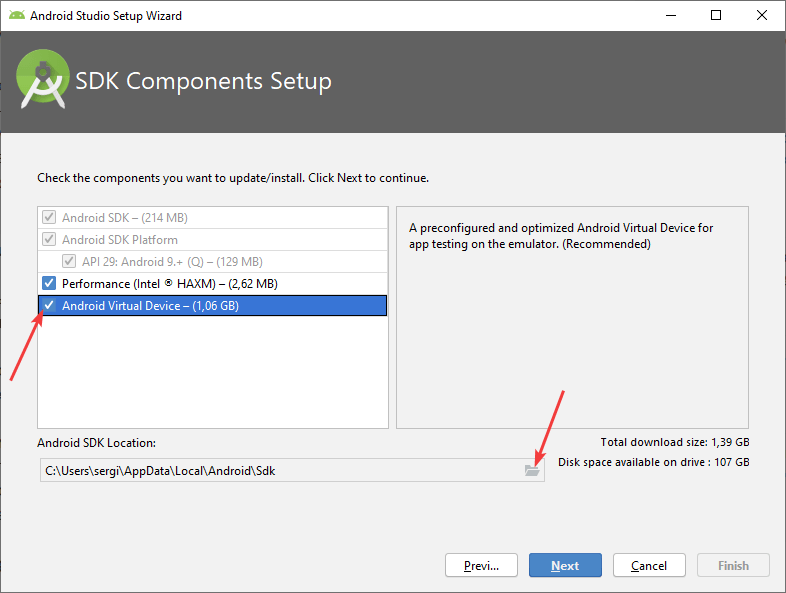 Android Studio Setup Wizard
SDK Components Setup
Check the components you want to update/install. Click Next to continue.
Android SDK – (214 MB)
Android SDK Platform
API 29: Android 9.+ (Q) – (129 MB)
Performance (Intel ® HAXM) – (2,62 MB)
Android Virtual Device – (1,06 GB)
A preconfigured and optimized Android Virtual Device for
app testing on the emulator. (Recommended)
Android SDK Location:
Total download size: 1,39 GB
C:\Users\sergi\AppData\Local\Android\Sdk
Disk space available on drive : 107 GB
Previ...
Next
Cancel
Finish